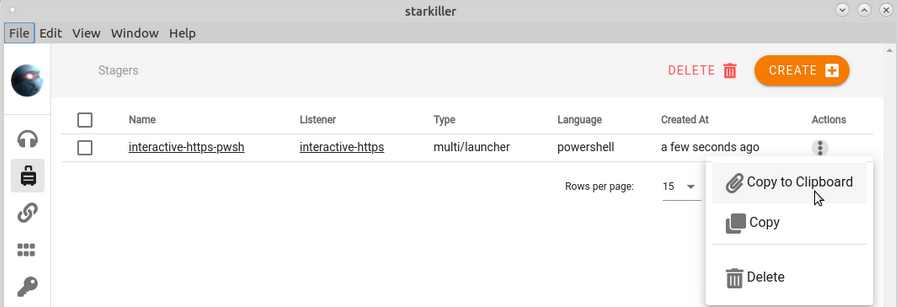 starkiller
File Edit View Window Help
Stagers DELETE CREATE
Name Listener Type Language Created At Actions
interactive-https-pwsh interactive-https multi/launcher powershell a few seconds ago
Rows per page: 15
Copy to Clipboard
Copy
Delete